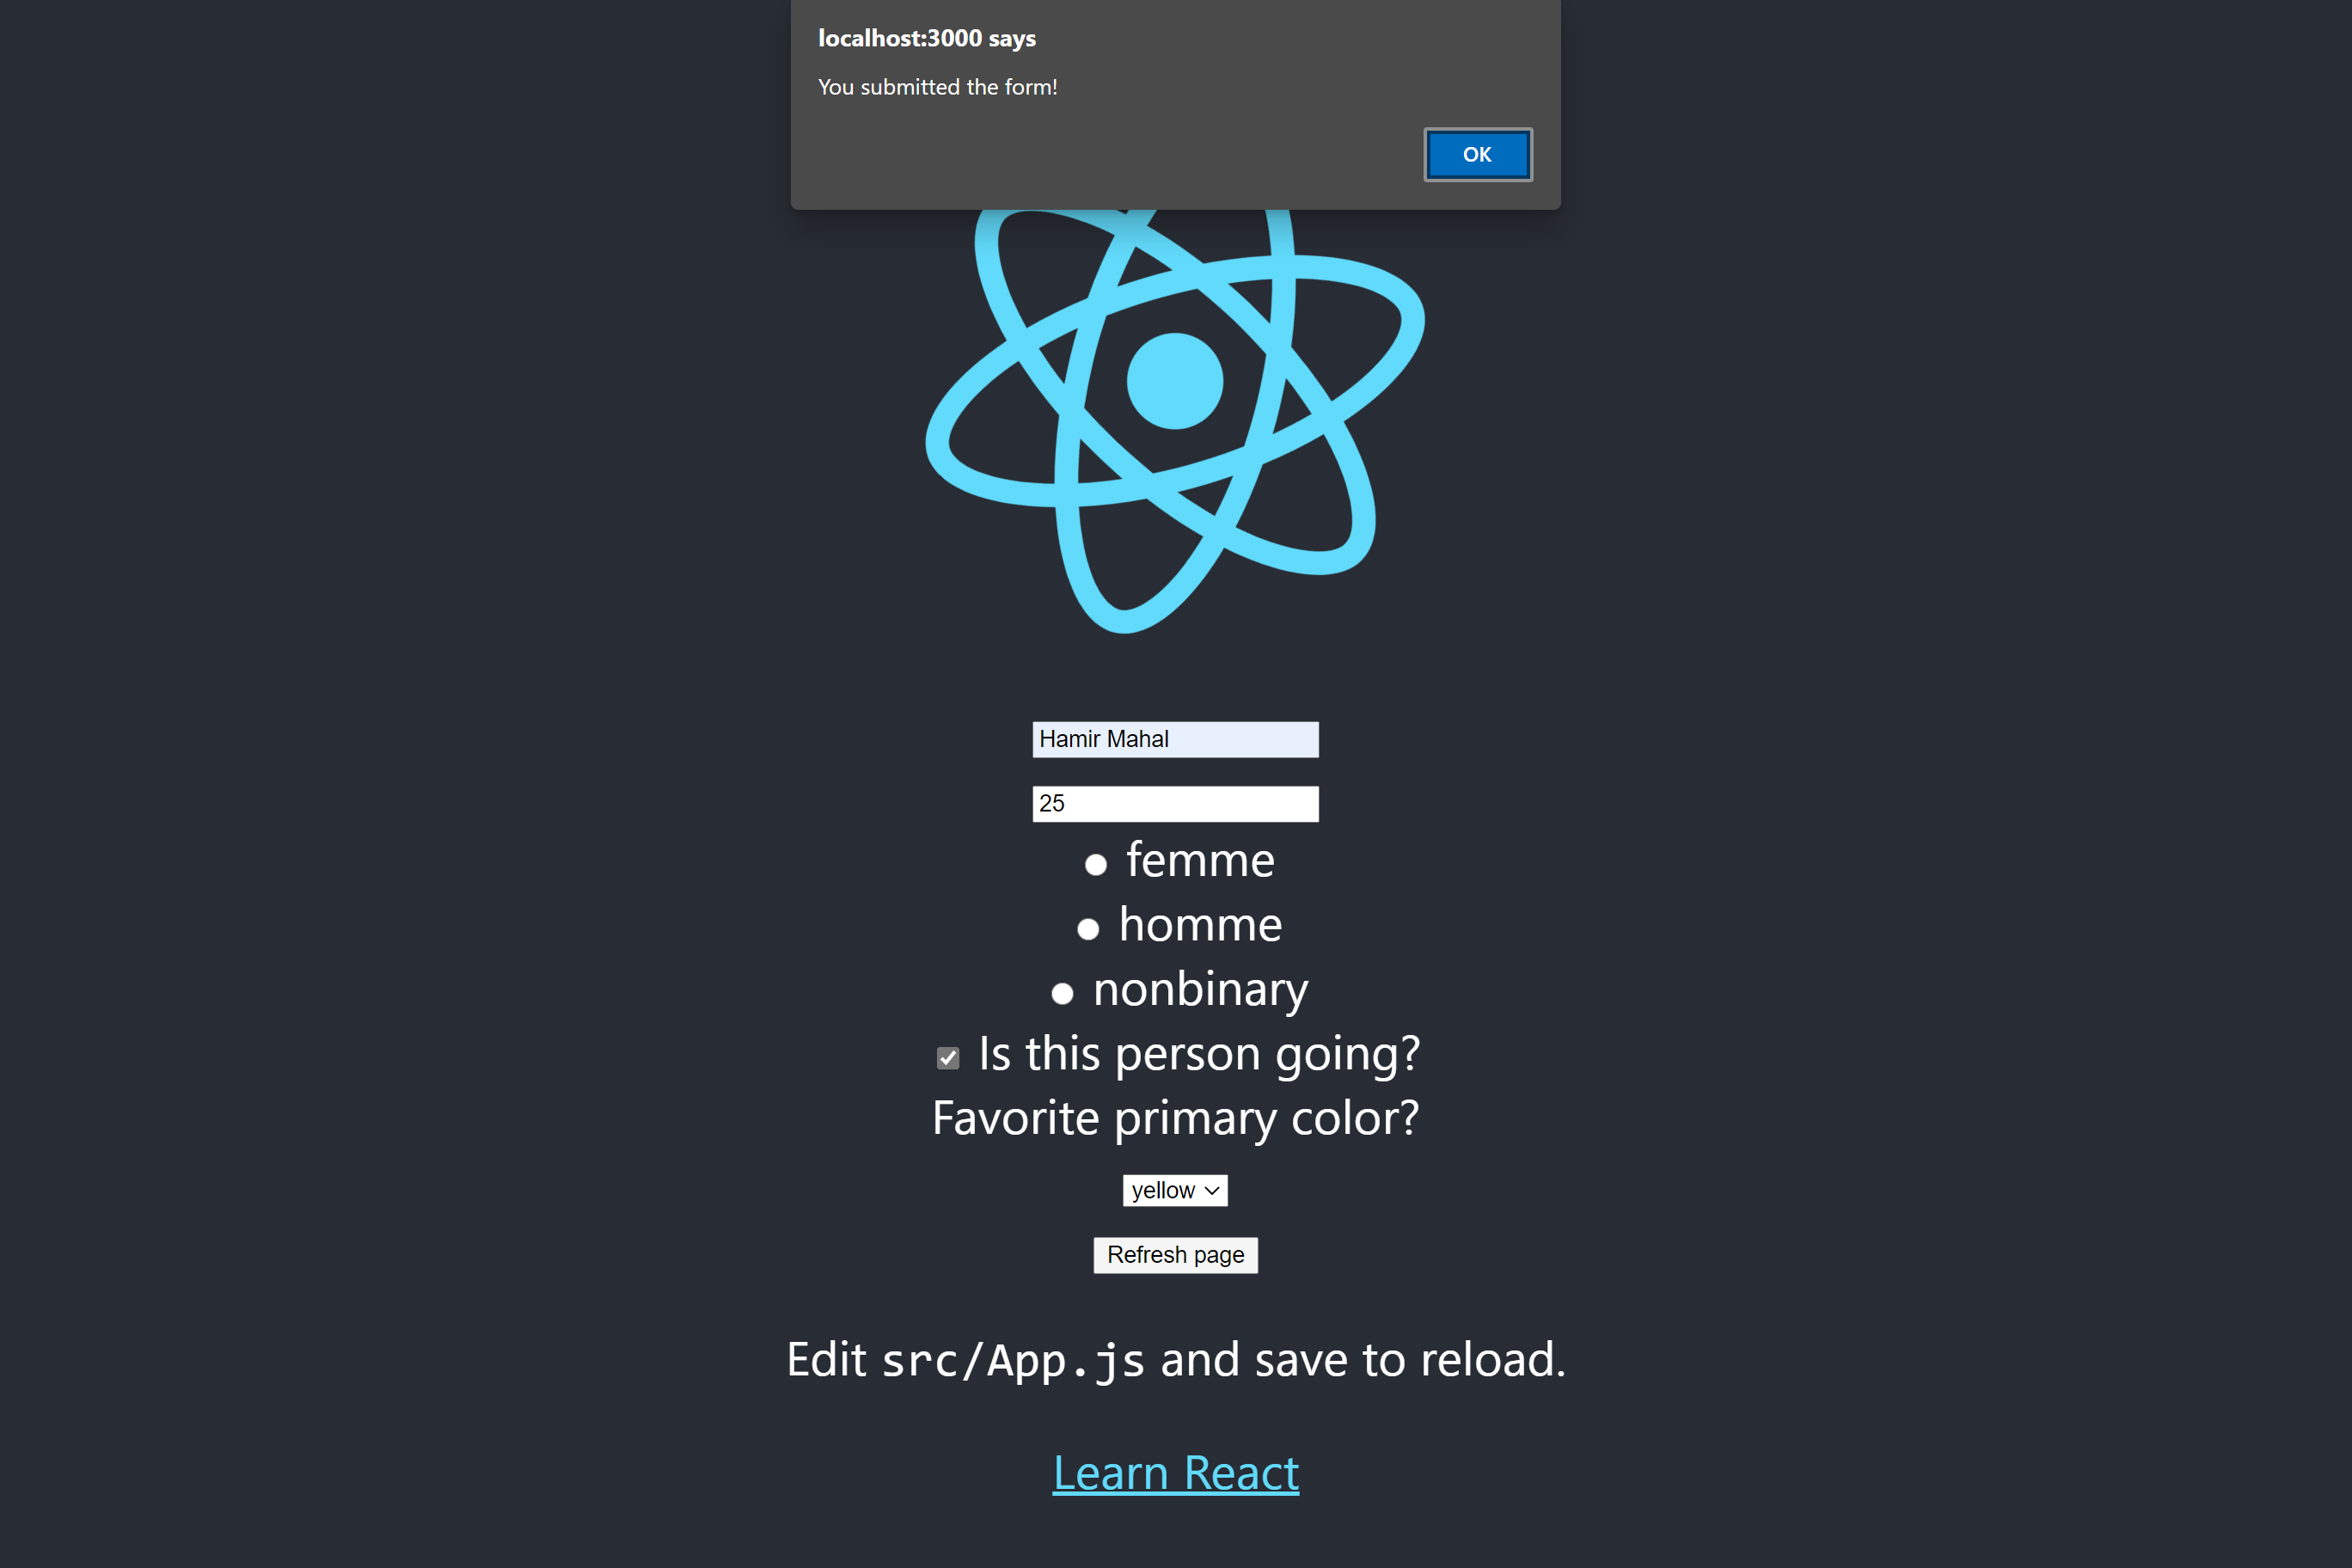 localhost:3000 says
You submitted the form!
OK
Hamir Mahal
25
femme
homme
nonbinary
Is this person going?
Favorite primary color?
yellow
Refresh page
Edit src/App.js and save to reload.
Learn React